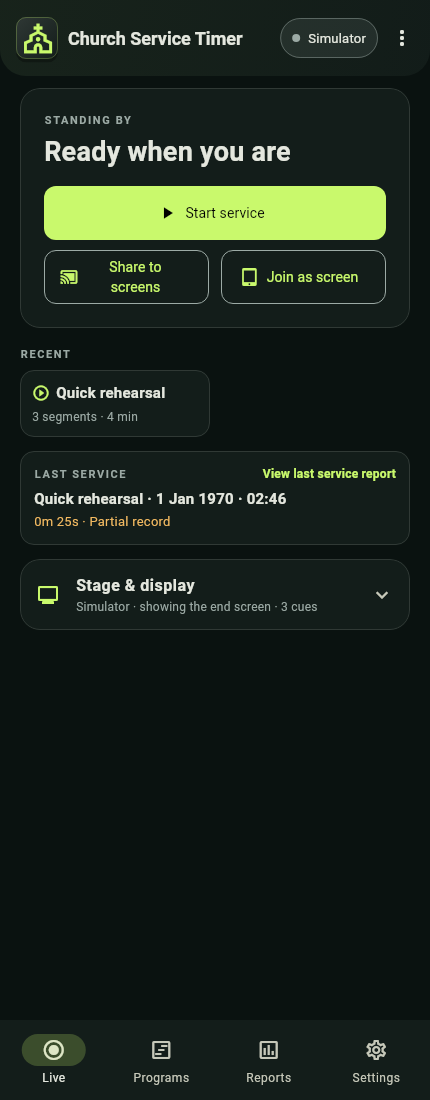 Church Service Timer
Simulator
STANDING BY
Ready when you are
Start service
Share to
screens
Join as screen
RECENT
Quick rehearsal
3 segments · 4 min
LAST SERVICE
View last service report
Quick rehearsal · 1 Jan 1970 · 02:46
0m 25s · Partial record
Stage & display
Simulator · showing the end screen · 3 cues
Live
Programs
Reports
Settings